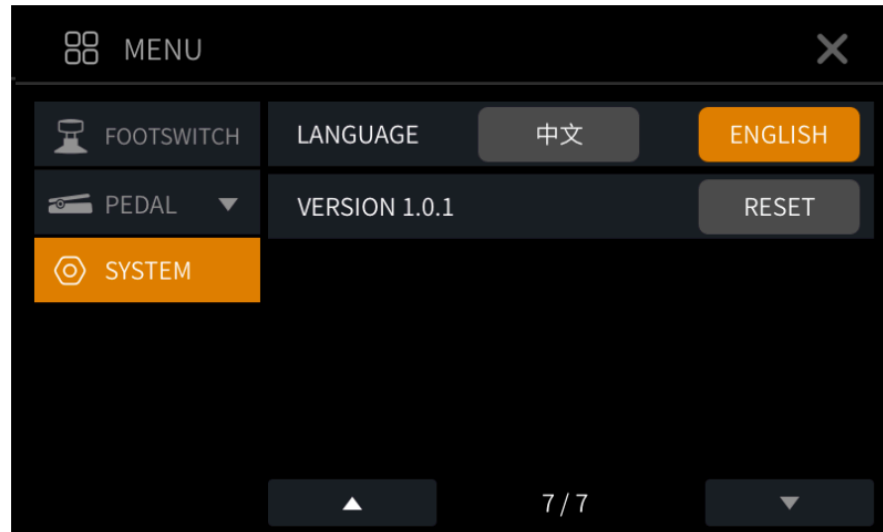 MENU
FOOTSWITCH
LANGUAGE 中文 ENGLISH
PEDAL
VERSION 1.0.1 RESET
SYSTEM
7/7